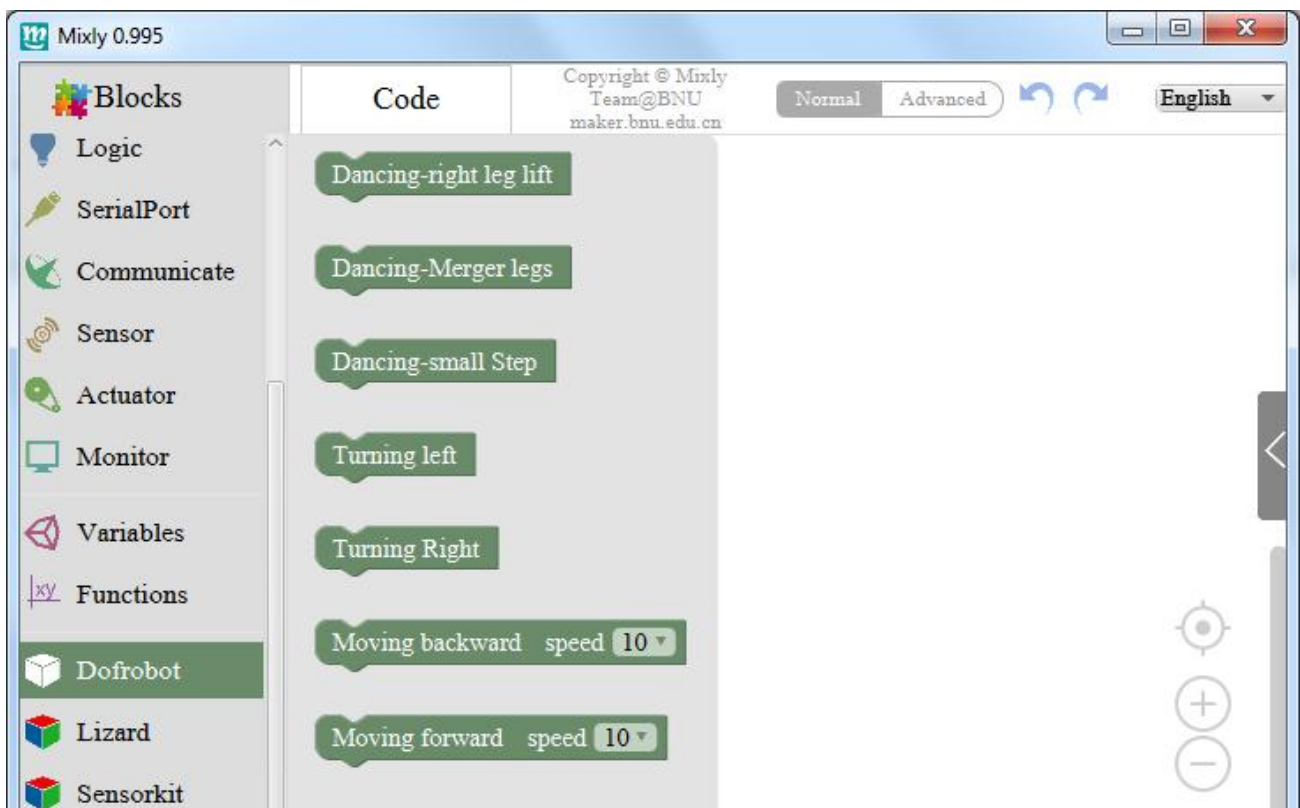 Mixly 0.995
Blocks
Code
Copyright © Mixly
Team@BNU
maker.bnu.edu.cn
Normal
Advanced
English
Logic
SerialPort
Communicate
Sensor
Actuator
Monitor
Variables
xy Functions
Dofrobot
Lizard
Sensorkit
Dancing-right leg lift
Dancing-Merger legs
Dancing-small Step
Turning left
Turning Right
Moving backward speed 10
Moving forward speed 10